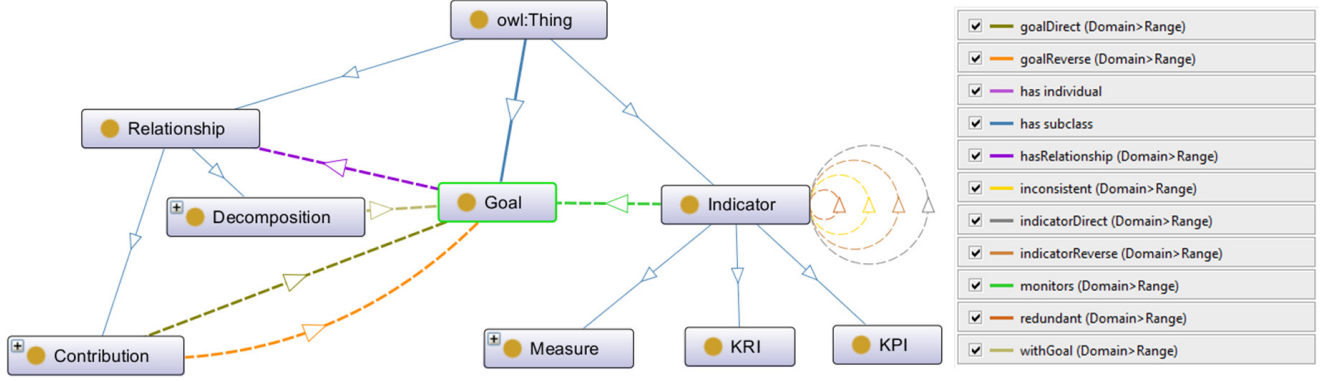 owl:Thing
Relationship
Decomposition
Goal
Indicator
Contribution
Measure
KRI
KPI
goalDirect (Domain>Range)
goalReverse (Domain>Range)
has individual
has subclass
hasRelationship (Domain>Range)
inconsistent (Domain>Range)
indicatorDirect (Domain>Range)
indicatorReverse (Domain>Range)
monitors (Domain>Range)
redundant (Domain>Range)
withGoal (Domain>Range)